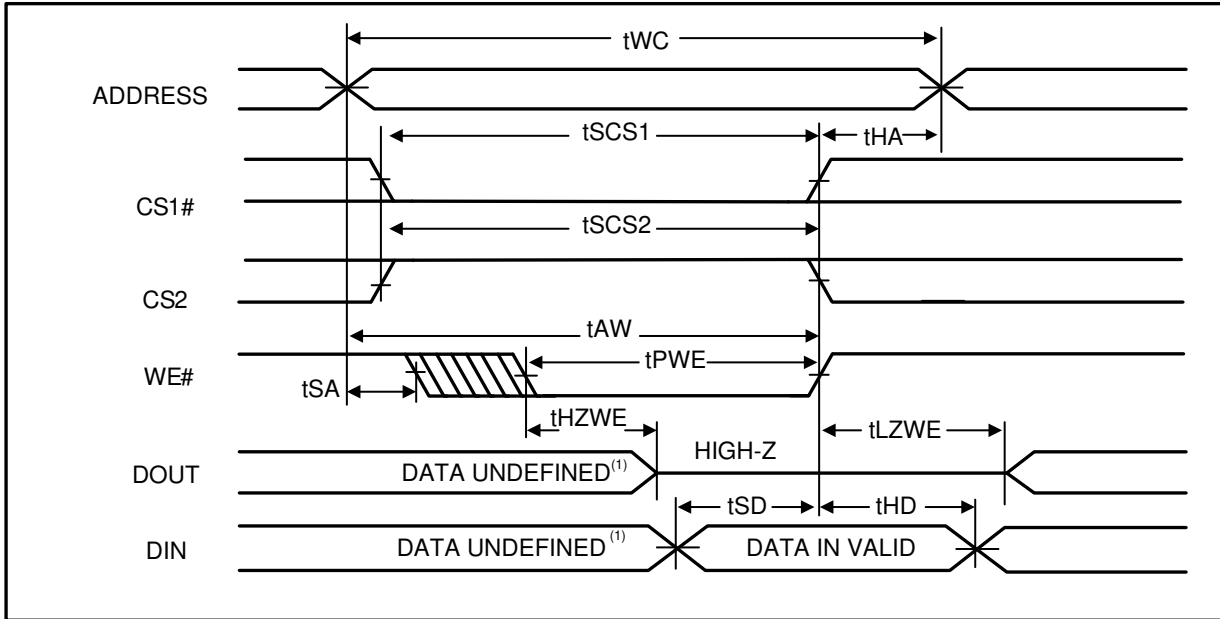 tWC
ADDRESS
tSCS1
tHA
CS1#
tSCS2
CS2
tAW
tPWE
WE#
tSA
tHZWE
tLZWE
HIGH-Z
DOUT
DATA UNDEFINED(1)
tSD
tHD
DIN
DATA UNDEFINED(1)
DATA IN VALID